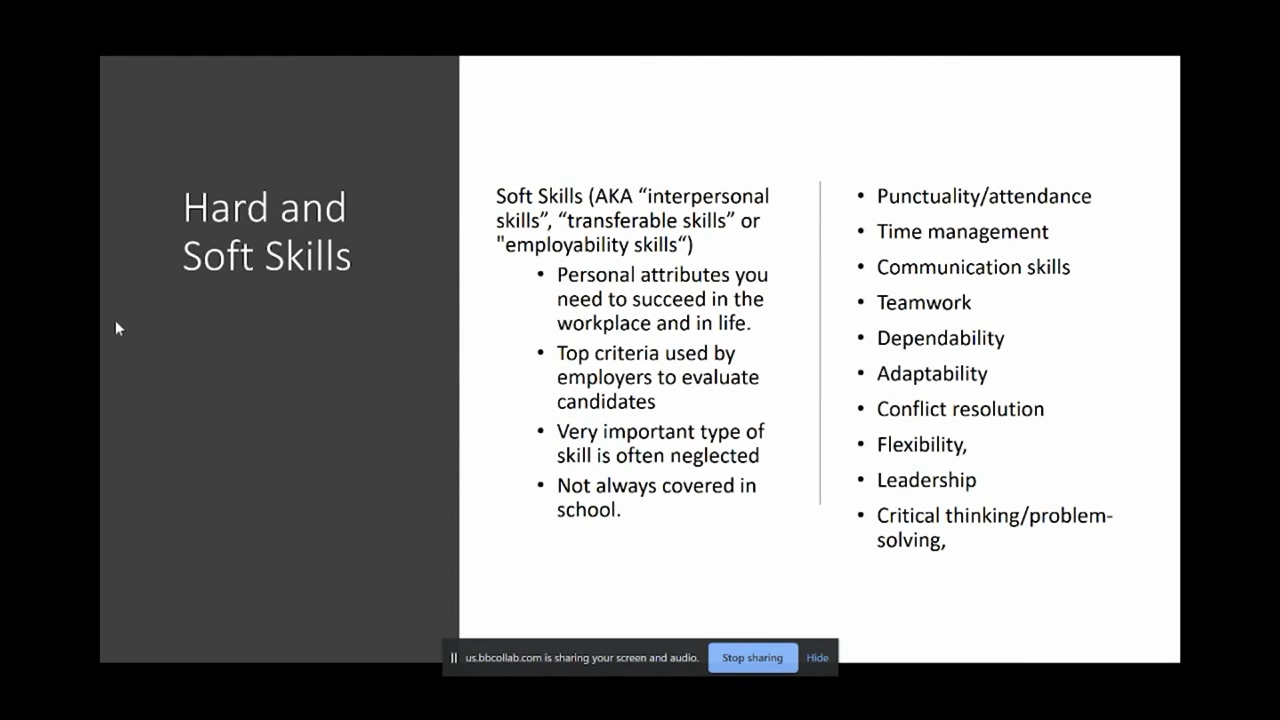 Hard and
Soft Skills
Soft Skills (AKA “interpersonal
skills”, “transferable skills” or
"employability skills“)
• Personal attributes you
need to succeed in the
workplace and in life.
• Top criteria used by
employers to evaluate
candidates
• Very important type of
skill is often neglected
• Not always covered in
school.
• Punctuality/attendance
• Time management
• Communication skills
• Teamwork
• Dependability
• Adaptability
• Conflict resolution
• Flexibility,
• Leadership
• Critical thinking/problem-
solving,
us.bbcollab.com is sharing your screen and audio. Stop sharing Hide